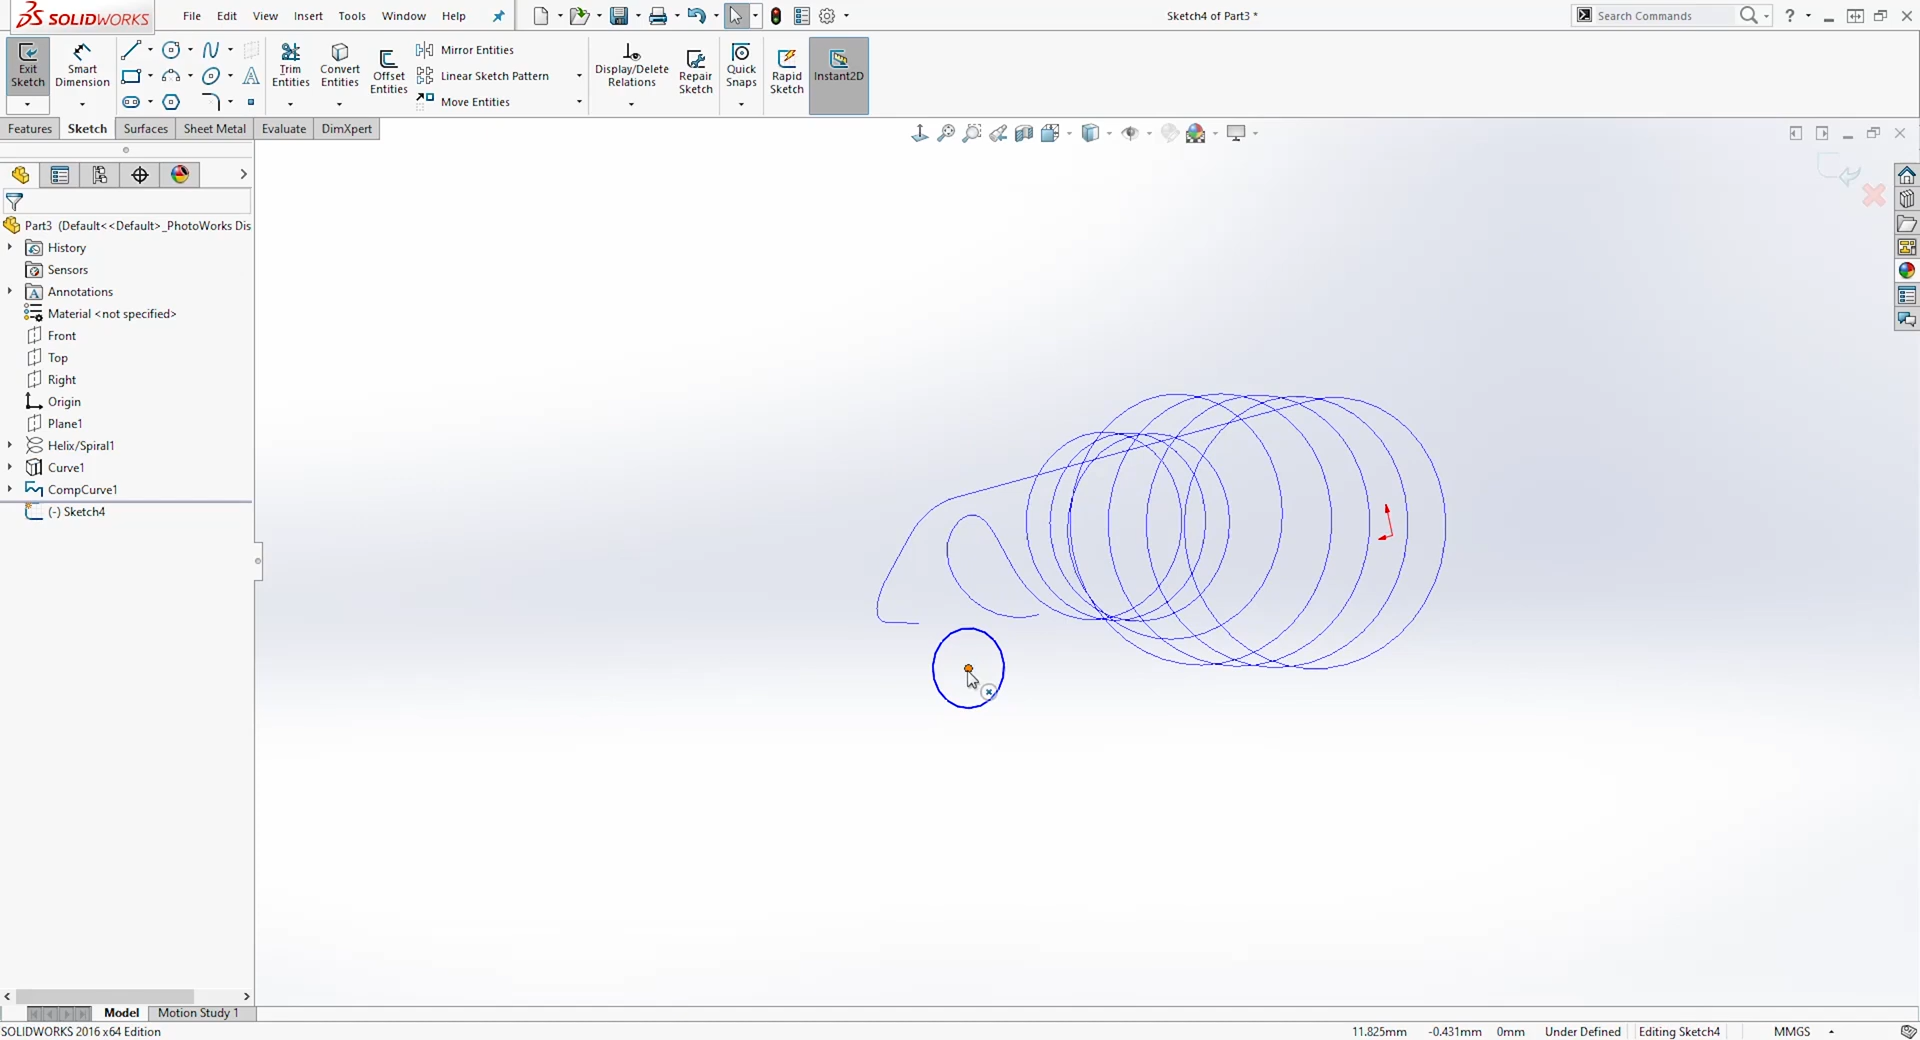 SOLIDWORKS File Edit View Insert Tools Window Help Sketch4 of Part3 * Search Commands ?
Exit Sketch
Smart Dimension
Trim Entities
Convert Entities
Offset Entities
Mirror Entities
Linear Sketch Pattern
Move Entities
Display/Delete Relations
Repair Sketch
Quick Snaps
Rapid Sketch
Instant2D
Features Sketch Surfaces Sheet Metal Evaluate DimXpert
Part3 (Default<<Default>_PhotoWorks Dis
History
Sensors
Annotations
Material <not specified>
Front
Top
Right
Origin
Plane1
Helix/Spiral1
Curve1
CompCurve1
(-) Sketch4
Model Motion Study 1
SOLIDWORKS 2016 x64 Edition 11.825mm -0.431mm 0mm Under Defined Editing Sketch4 MMGS